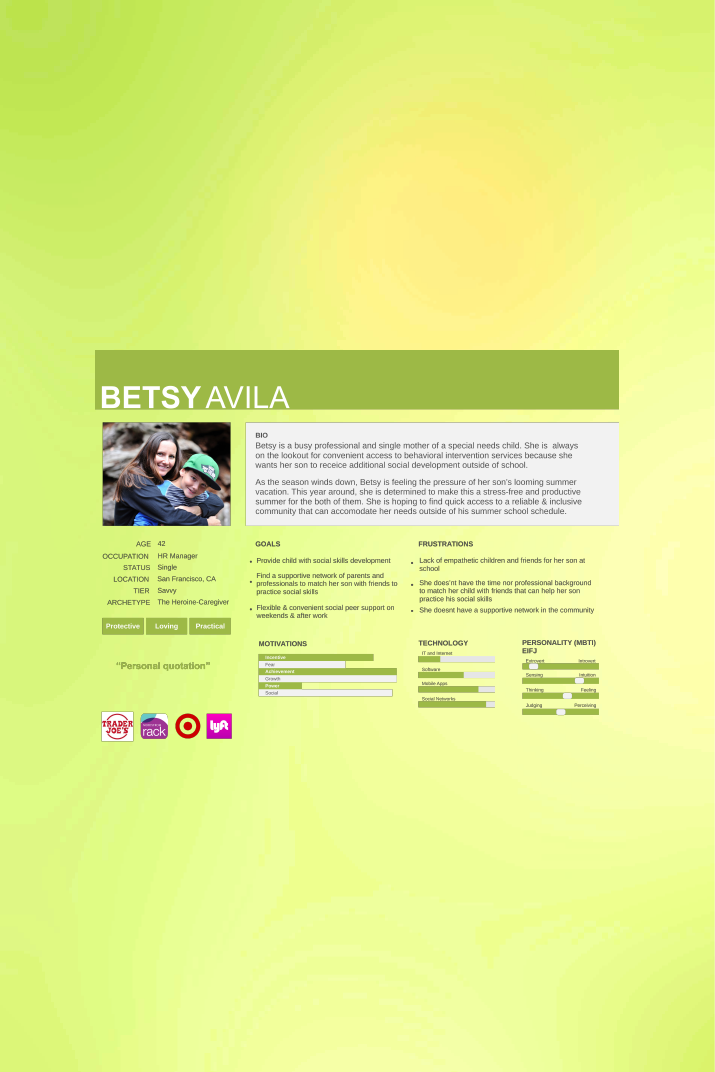 BETSY AVILA
BIO
Betsy is a busy professional and single mother of a special needs child. She is always
on the lookout for convenient access to behavioral intervention services because she
wants her son to receice additional social development outside of school.
As the season winds down, Betsy is feeling the pressure of her son's looming summer
vacation. This year around, she is determined to make this a stress-free and productive
summer for the both of them. She is hoping to find quick access to a reliable & inclusive
community that can accomodate her needs outside of his summer school schedule.
AGE 42
OCCUPATION HR Manager
STATUS Single
LOCATION San Francisco, CA
TIER Savvy
ARCHETYPE The Heroine-Caregiver
Protective Loving Practical
“Personal quotation”
TRADER
JOE'S
rack
lyft
GOALS
• Provide child with social skills development
• Find a supportive network of parents and
professionals to match her son with friends to
practice social skills
• Flexible & convenient social peer support on
weekends & after work
FRUSTRATIONS
• Lack of empathetic children and friends for her son at
school
• She does'nt have the time nor professional background
to match her child with friends that can help her son
practice his social skills
• She doesnt have a supportive network in the community
MOTIVATIONS
Incentive
Fear
Achievement
Growth
Power
Social
TECHNOLOGY
IT and Internet
Software
Mobile Apps
Social Networks
PERSONALITY (MBTI)
EIFJ
Extrovert Introvert
Sensing Intuition
Thinking Feeling
Judging Perceiving